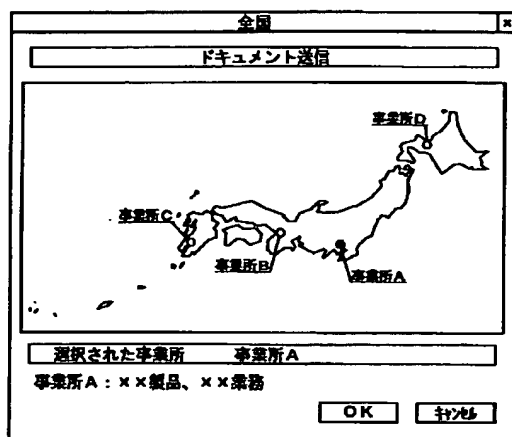 全国 ×
ドキュメント送信
事業所D
事業所C
事業所B
事業所A
選択された事業所 事業所A
事業所A：××製品、××業務
OK キャンセル